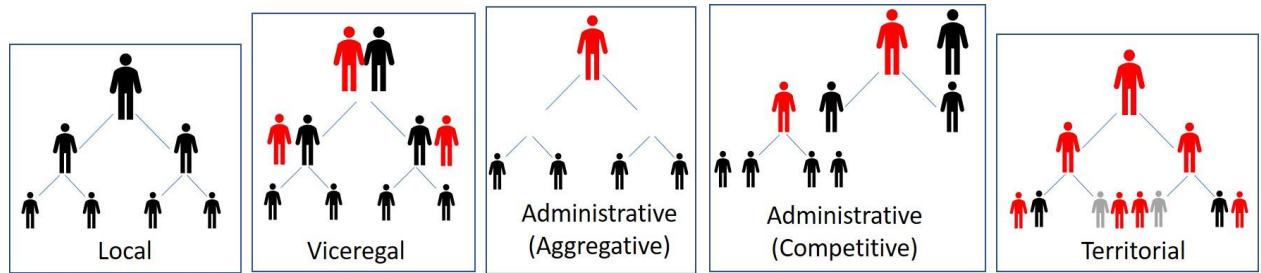 Local
Viceregal
Administrative
(Aggregative)
Administrative
(Competitive)
Territorial